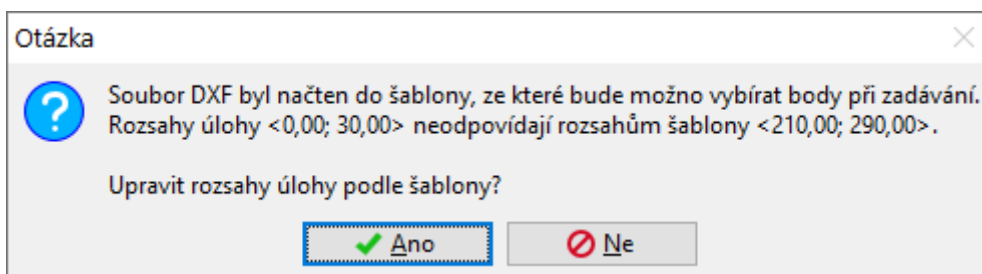 Otázka
Soubor DXF byl načten do šablony, ze které bude možno vybírat body při zadávání.
Rozsahy úlohy <0,00; 30,00> neodpovídají rozsahům šablony <210,00; 290,00>.
Upravit rozsahy úlohy podle šablony?
Ano
Ne